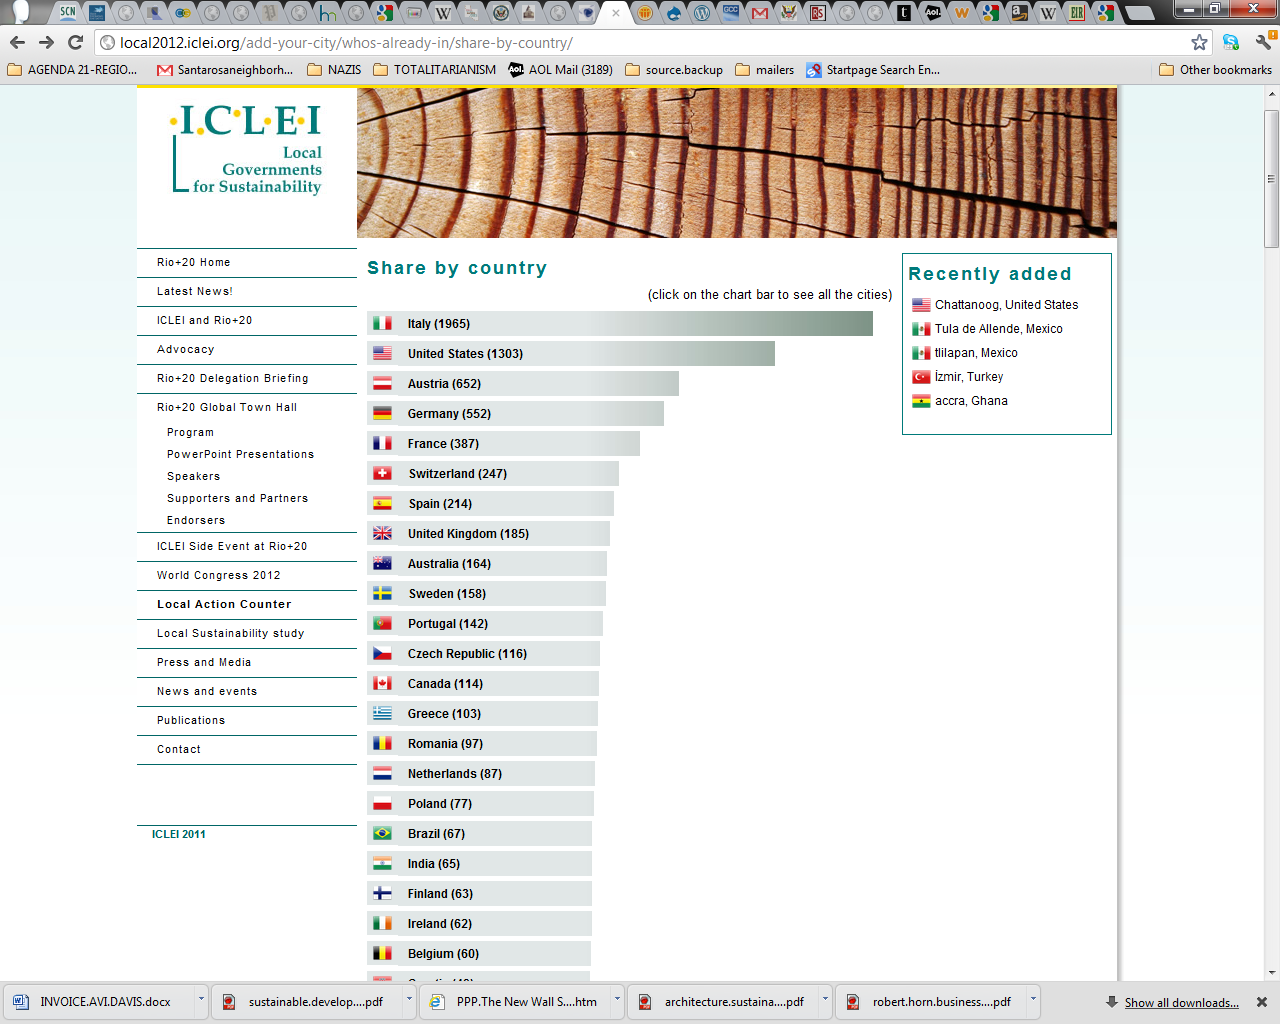 SCN
GCC
RS
t
Aol.
EIR
local2012.iclei.org/add-your-city/whos-already-in/share-by-country/
AGENDA 21-REGIO...
Santarosaneighborh...
NAZIS
TOTALITARIANISM
AOL Mail (3189)
source.backup
mailers
Startpage Search En...
Other bookmarks
I.C.L.E.I
Local
Governments
for Sustainability
Rio+20 Home
Latest News!
ICLEI and Rio+20
Advocacy
Rio+20 Delegation Briefing
Rio+20 Global Town Hall
Program
PowerPoint Presentations
Speakers
Supporters and Partners
Endorsers
ICLEI Side Event at Rio+20
World Congress 2012
Local Action Counter
Local Sustainability study
Press and Media
News and events
Publications
Contact
ICLEI 2011
Share by country
(click on the chart bar to see all the cities)
Italy (1965)
United States (1303)
Austria (652)
Germany (552)
France (387)
Switzerland (247)
Spain (214)
United Kingdom (185)
Australia (164)
Sweden (158)
Portugal (142)
Czech Republic (116)
Canada (114)
Greece (103)
Romania (97)
Netherlands (87)
Poland (77)
Brazil (67)
India (65)
Finland (63)
Ireland (62)
Belgium (60)
Recently added
Chattanoog, United States
Tula de Allende, Mexico
tlilapan, Mexico
İzmir, Turkey
accra, Ghana
INVOICE.AVI.DAVIS.docx
sustainable.develop....pdf
PPP.The New Wall S....htm
architecture.sustaina....pdf
robert.horn.business....pdf
Show all downloads...